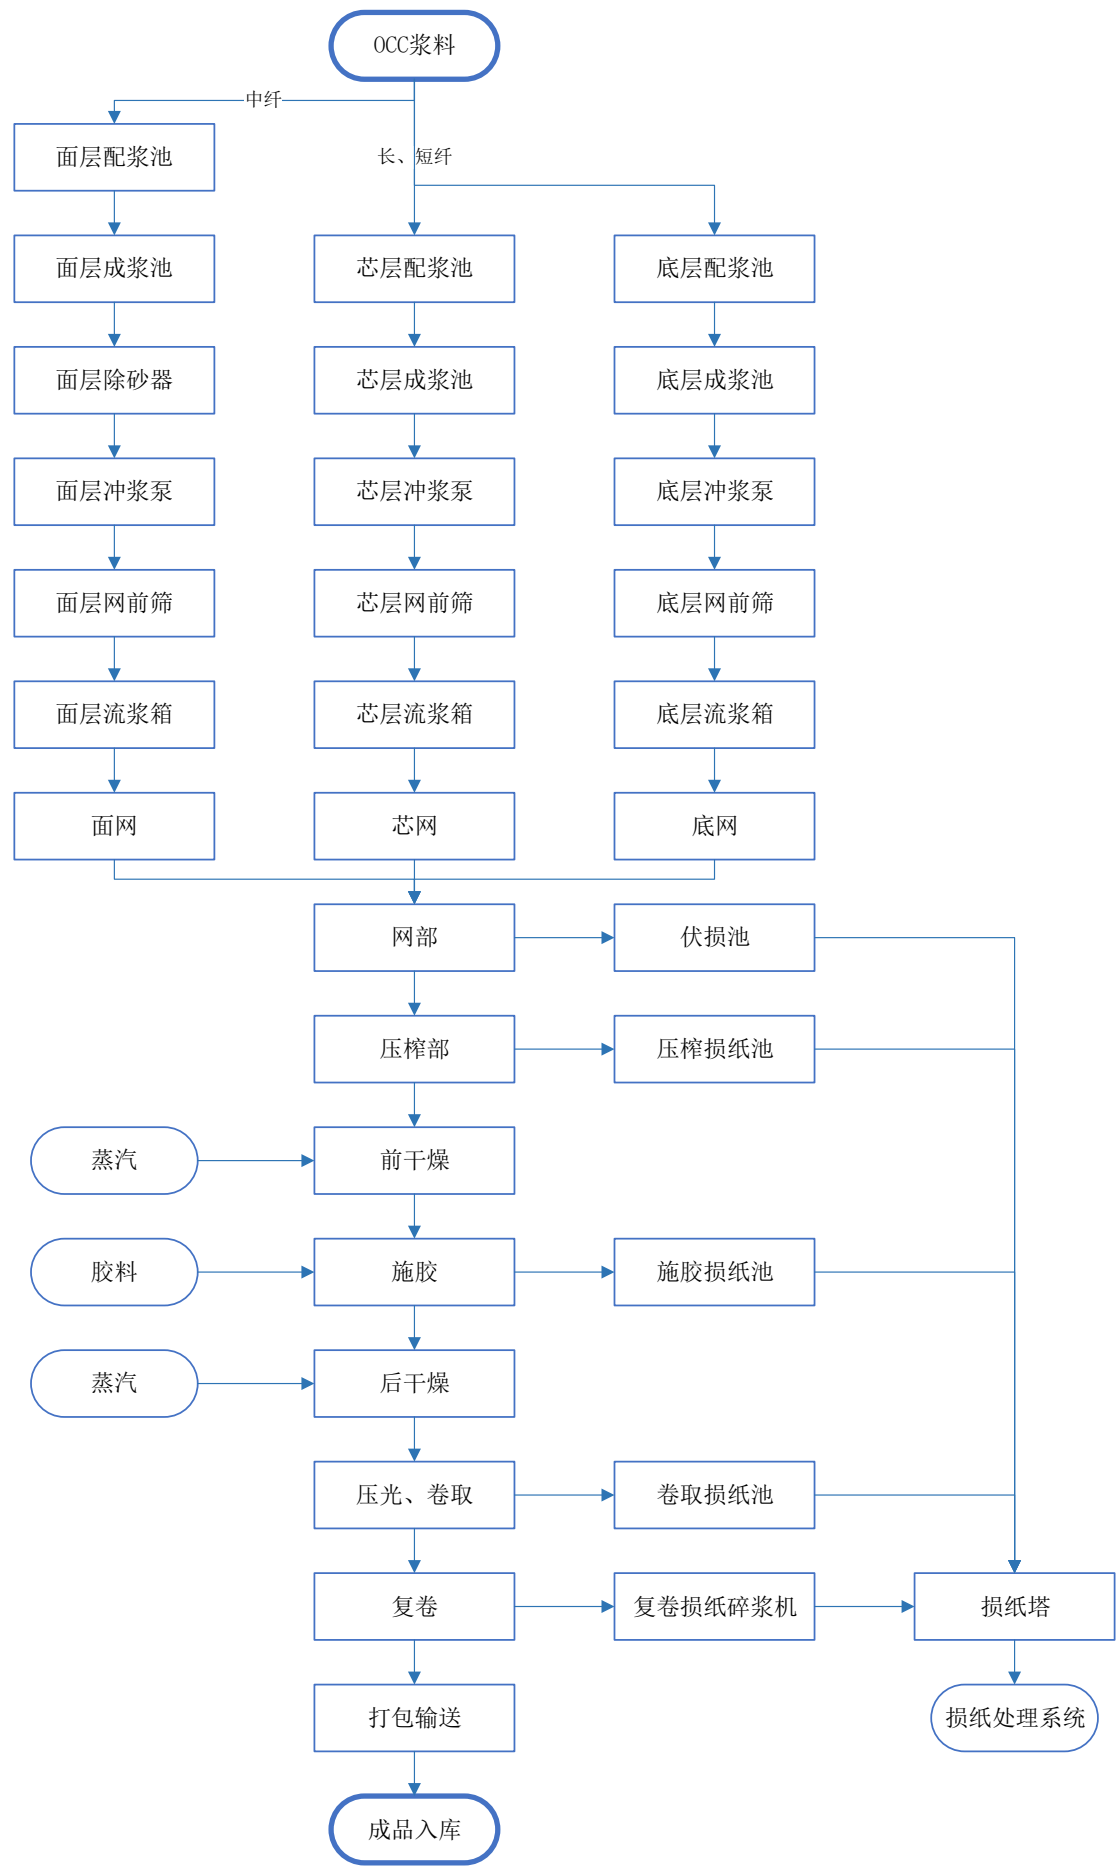 OCC浆料
中纤
面层配浆池
长、短纤
面层成浆池
芯层配浆池
底层配浆池
面层除砂器
芯层成浆池
底层成浆池
面层冲浆泵
芯层冲浆泵
底层冲浆泵
面层网前筛
芯层网前筛
底层网前筛
面层流浆箱
芯层流浆箱
底层流浆箱
面网
芯网
底网
网部
伏损池
压榨部
压榨损纸池
蒸汽
前干燥
胶料
施胶
施胶损纸池
蒸汽
后干燥
压光、卷取
卷取损纸池
复卷
复卷损纸碎浆机
损纸塔
打包输送
损纸处理系统
成品入库